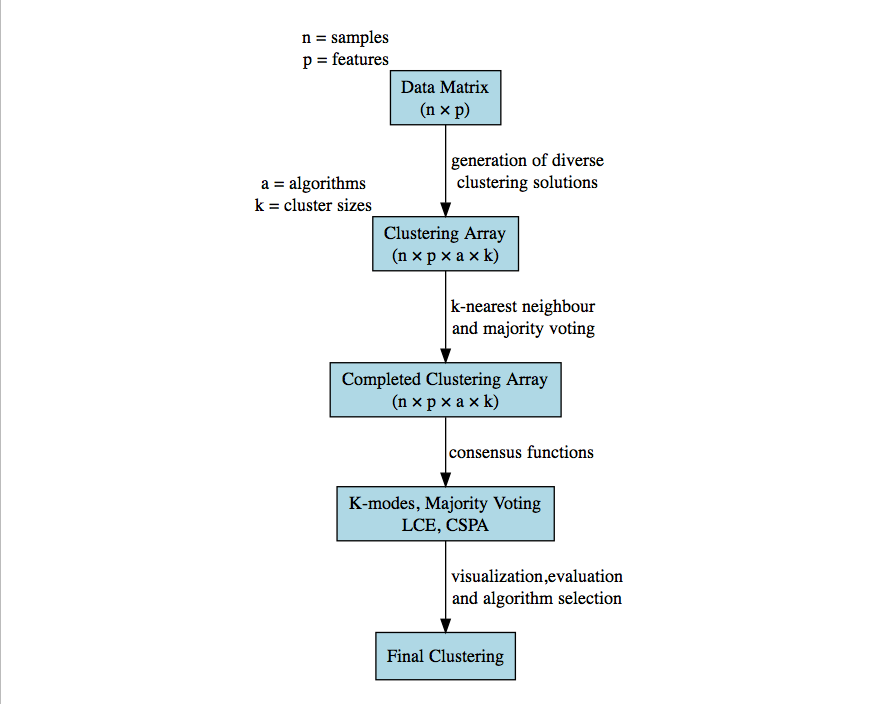 n = samples
p = features
Data Matrix
(n × p)
generation of diverse
clustering solutions
a = algorithms
k = cluster sizes
Clustering Array
(n × p × a × k)
k-nearest neighbour
and majority voting
Completed Clustering Array
(n × p × a × k)
consensus functions
K-modes, Majority Voting
LCE, CSPA
visualization,evaluation
and algorithm selection
Final Clustering